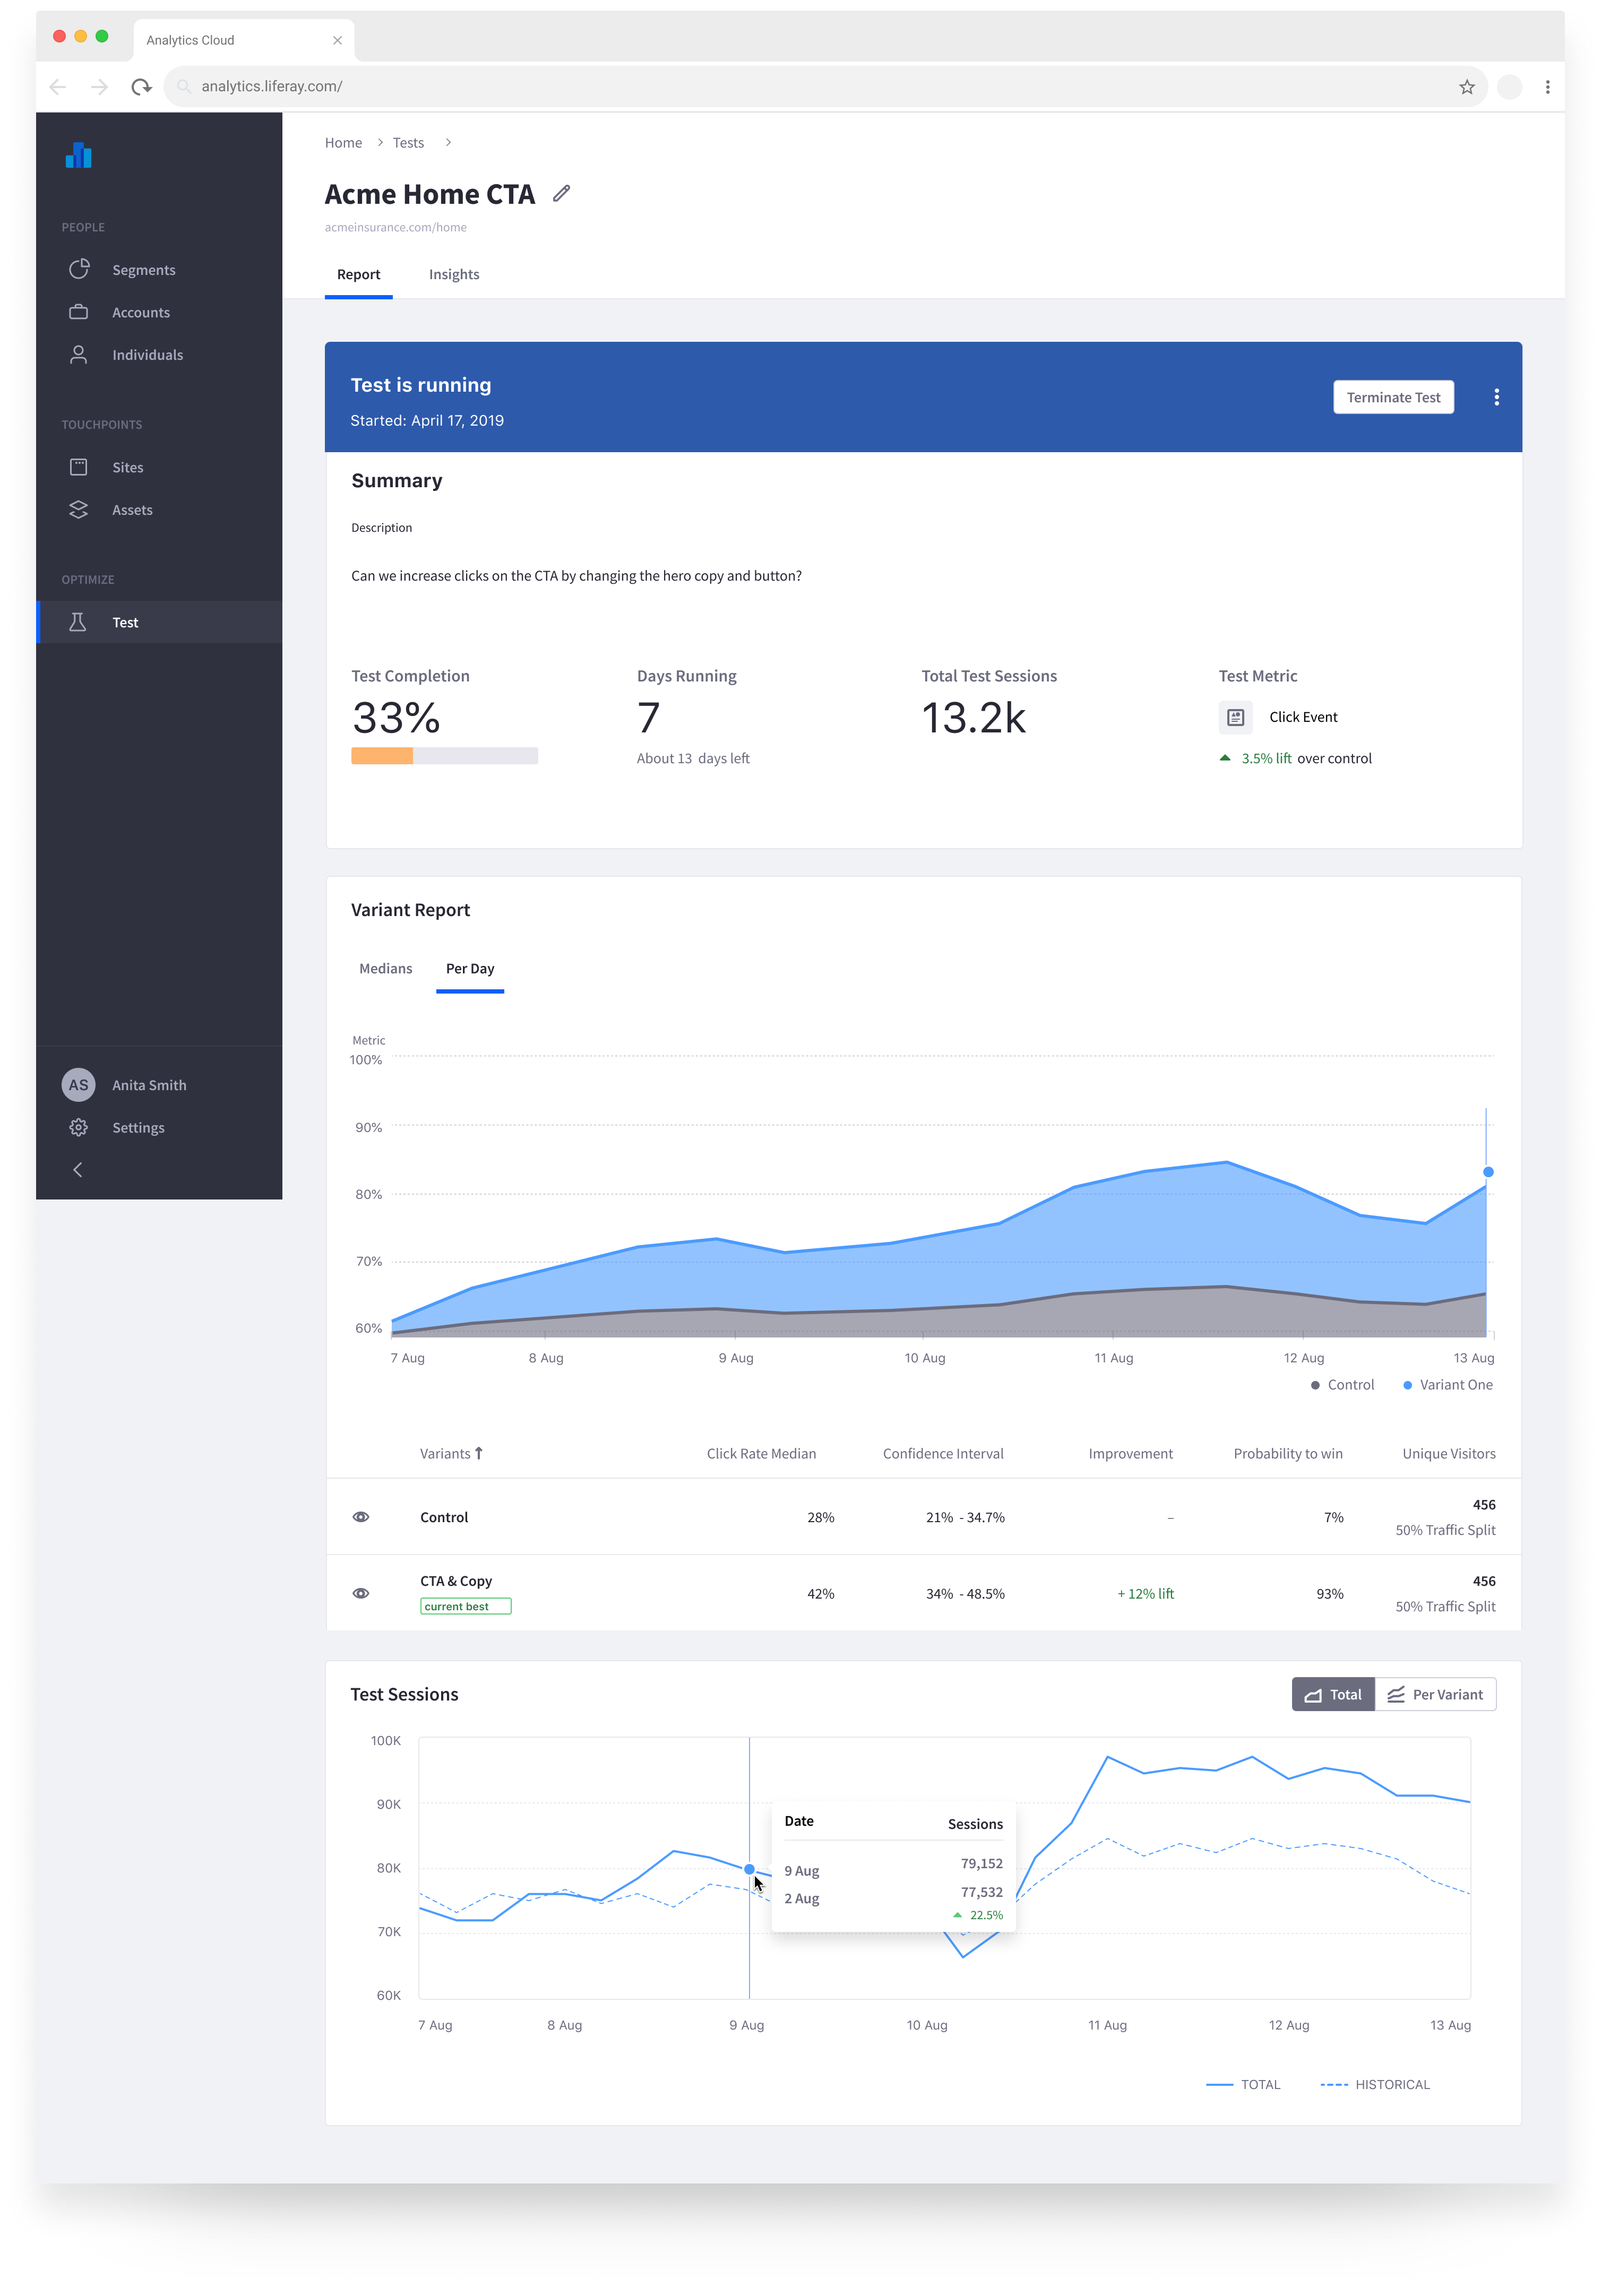 Analytics Cloud
analytics.liferay.com/
PEOPLE
Segments
Accounts
Individuals
TOUCHPOINTS
Sites
Assets
OPTIMIZE
Test
AS Anita Smith
Settings
Home Tests
Acme Home CTA
acmeinsurance.com/home
Report Insights
Test is running
Started: April 17, 2019
Terminate Test
Summary
Description
Can we increase clicks on the CTA by changing the hero copy and button?
Test Completion Days Running Total Test Sessions Test Metric
33% 7 13.2k Click Event
About 13 days left 3.5% lift over control
Variant Report
Medians Per Day
Metric
100%
90%
80%
70%
60%
7 Aug 8 Aug 9 Aug 10 Aug 11 Aug 12 Aug 13 Aug
Control Variant One
Variants Click Rate Median Confidence Interval Improvement Probability to win Unique Visitors
Control 28% 21% - 34.7% – 7% 456
50% Traffic Split
CTA & Copy 42% 34% - 48.5% + 12% lift 93% 456
current best 50% Traffic Split
Test Sessions Total Per Variant
100K
90K
80K
70K
60K
Date Sessions
9 Aug 79,152
2 Aug 77,532
22.5%
7 Aug 8 Aug 9 Aug 10 Aug 11 Aug 12 Aug 13 Aug
TOTAL HISTORICAL